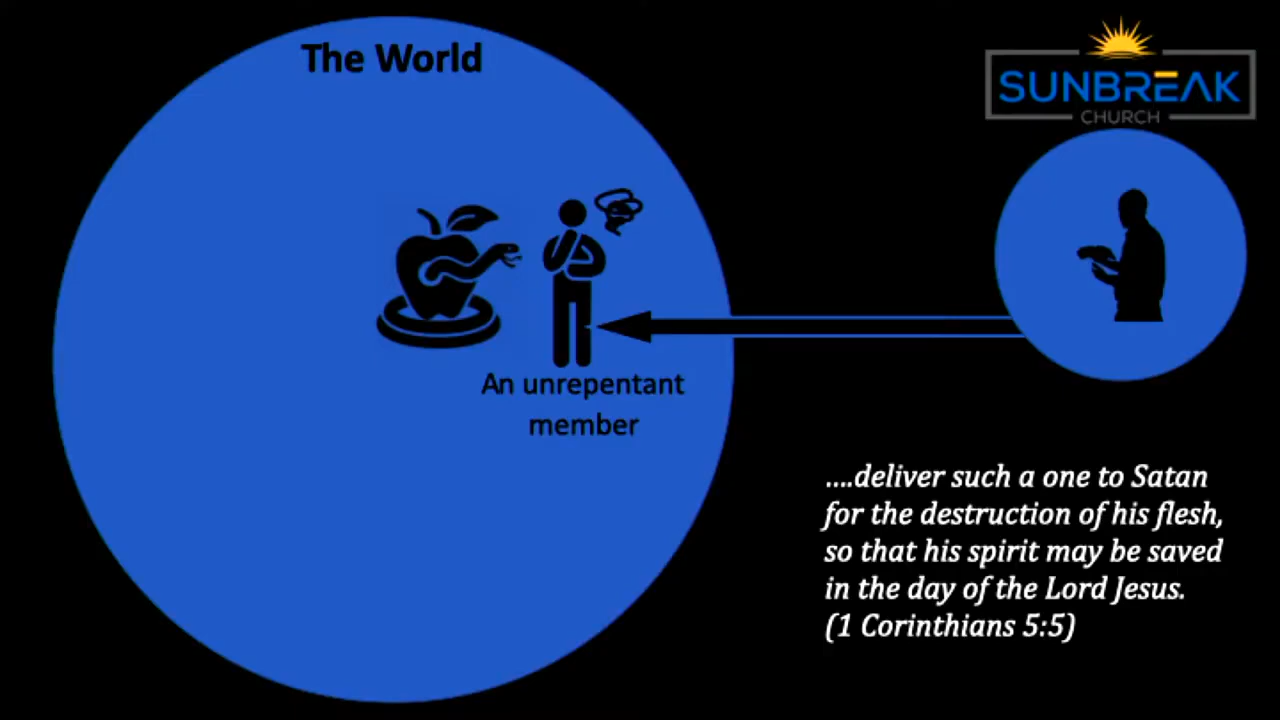 The World
SUNBREAK
CHURCH
An unrepentant
member
....deliver such a one to Satan
for the destruction of his flesh,
so that his spirit may be saved
in the day of the Lord Jesus.
(1 Corinthians 5:5)